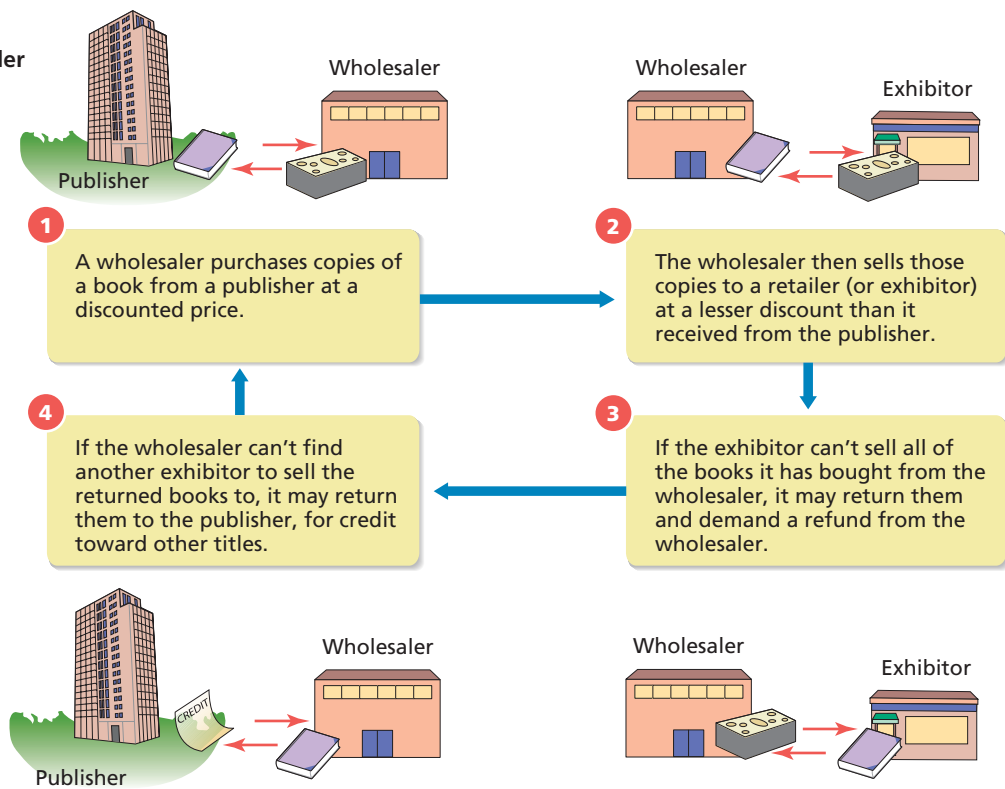 Wholesaler
Publisher
Wholesaler
Exhibitor
1
A wholesaler purchases copies of
a book from a publisher at a
discounted price.
2
The wholesaler then sells those
copies to a retailer (or exhibitor)
at a lesser discount than it
received from the publisher.
4
If the wholesaler can’t find
another exhibitor to sell the
returned books to, it may return
them to the publisher, for credit
toward other titles.
3
If the exhibitor can’t sell all of
the books it has bought from the
wholesaler, it may return them
and demand a refund from the
wholesaler.
CREDIT
Publisher
Wholesaler
Wholesaler
Exhibitor